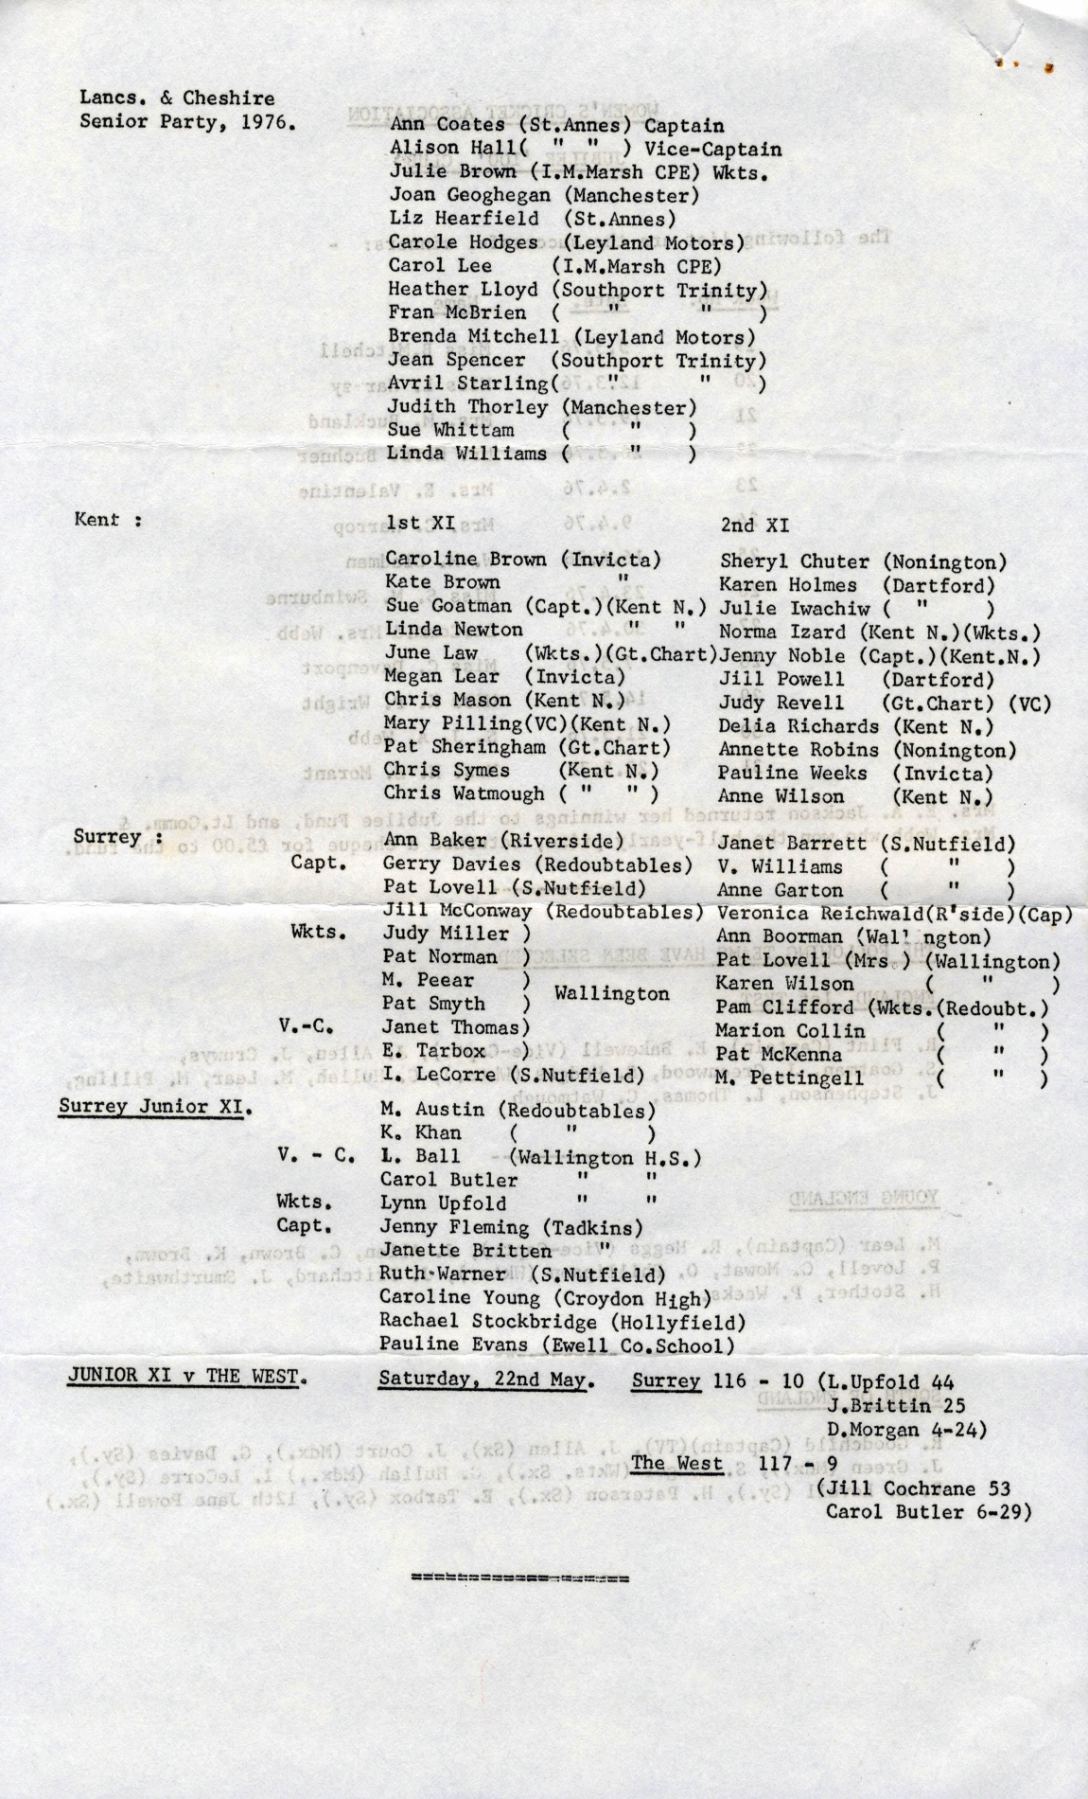 Lancs. & Cheshire
Senior Party, 1976.
Ann Coates (St.Annes) Captain
Alison Hall( " " ) Vice-Captain
Julie Brown (I.M.Marsh CPE) Wkts.
Joan Geoghegan (Manchester)
Liz Hearfield (St.Annes)
Carole Hodges (Leyland Motors)
Carol Lee (I.M.Marsh CPE)
Heather Lloyd (Southport Trinity)
Fran McBrien ( " " )
Brenda Mitchell (Leyland Motors)
Jean Spencer (Southport Trinity)
Avril Starling( " " )
Judith Thorley (Manchester)
Sue Whittam ( " )
Linda Williams ( " )
Kent : 1st XI 2nd XI
Caroline Brown (Invicta) Sheryl Chuter (Nonington)
Kate Brown " Karen Holmes (Dartford)
Sue Goatman (Capt.)(Kent N.) Julie Iwachiw ( " )
Linda Newton " " Norma Izard (Kent N.)(Wkts.)
June Law (Wkts.)(Gt.Chart)Jenny Noble (Capt.)(Kent.N.)
Megan Lear (Invicta) Jill Powell (Dartford)
Chris Mason (Kent N.) Judy Revell (Gt.Chart) (VC)
Mary Pilling(VC)(Kent N.) Delia Richards (Kent N.)
Pat Sheringham (Gt.Chart) Annette Robins (Nonington)
Chris Symes (Kent N.) Pauline Weeks (Invicta)
Chris Watmough ( " " ) Anne Wilson (Kent N.)
Surrey : Ann Baker (Riverside) Janet Barrett (S.Nutfield)
Capt. Gerry Davies (Redoubtables) V. Williams ( " )
Pat Lovell (S.Nutfield) Anne Garton ( " )
Jill McConway (Redoubtables) Veronica Reichwald(R'side)(Cap)
Wkts. Judy Miller ) Ann Boorman (Wal ngton)
Pat Norman ) Pat Lovell (Mrs.) (Wallington)
M. Peear ) Wallington Karen Wilson ( " )
Pat Smyth ) Pam Clifford (Wkts.(Redoubt.)
V.-C. Janet Thomas) Marion Collin ( " )
E. Tarbox ) Pat McKenna ( " )
I. LeCorre (S.Nutfield) M. Pettingell ( " )
Surrey Junior XI. M. Austin (Redoubtables)
K. Khan ( " )
V. - C. L. Ball (Wallington H.S.)
Carol Butler " "
Wkts. Lynn Upfold " "
Capt. Jenny Fleming (Tadkins)
Janette Britten "
Ruth Warner (S.Nutfield)
Caroline Young (Croydon High)
Rachael Stockbridge (Hollyfield)
Pauline Evans (Ewell Co.School)
JUNIOR XI v THE WEST. Saturday, 22nd May. Surrey 116 - 10 (L.Upfold 44
J.Brittin 25
D.Morgan 4-24)
The West 117 - 9
(Jill Cochrane 53
Carol Butler 6-29)